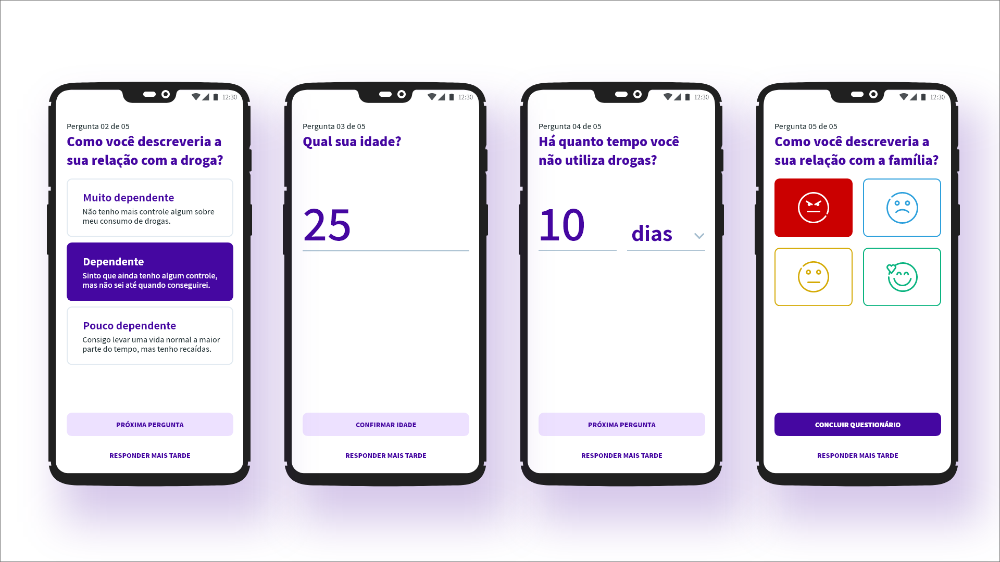 12:30
Pergunta 02 de 05
Como você descreveria a
sua relação com a droga?
Muito dependente
Não tenho mais controle algum sobre
meu consumo de drogas.
Dependente
Sinto que ainda tenho algum controle,
mas não sei até quando conseguirei.
Pouco dependente
Consigo levar uma vida normal a maior
parte do tempo, mas tenho recaídas.
PRÓXIMA PERGUNTA
RESPONDER MAIS TARDE
12:30
Pergunta 03 de 05
Qual sua idade?
25
CONFIRMAR IDADE
RESPONDER MAIS TARDE
12:30
Pergunta 04 de 05
Há quanto tempo você
não utiliza drogas?
10 dias
PRÓXIMA PERGUNTA
RESPONDER MAIS TARDE
12:30
Pergunta 05 de 05
Como você descreveria a
sua relação com a família?
CONCLUIR QUESTIONÁRIO
RESPONDER MAIS TARDE